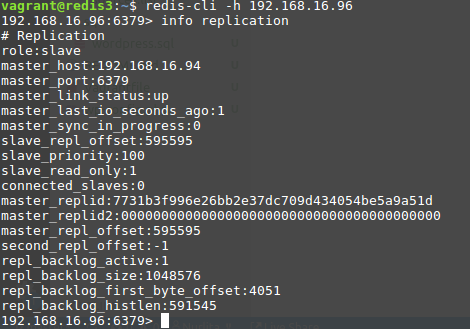 vagrant@redis3:~$ redis-cli -h 192.168.16.96
192.168.16.96:6379> info replication
# Replication
role:slave
master_host:192.168.16.94
master_port:6379
master_link_status:up
master_last_io_seconds_ago:1
master_sync_in_progress:0
slave_repl_offset:595595
slave_priority:100
slave_read_only:1
connected_slaves:0
master_replid:7731b3f996e26bb2e37dc709d434054be5a9a51d
master_replid2:0000000000000000000000000000000000000000
master_repl_offset:595595
second_repl_offset:-1
repl_backlog_active:1
repl_backlog_size:1048576
repl_backlog_first_byte_offset:4051
repl_backlog_histlen:591545
192.168.16.96:6379>